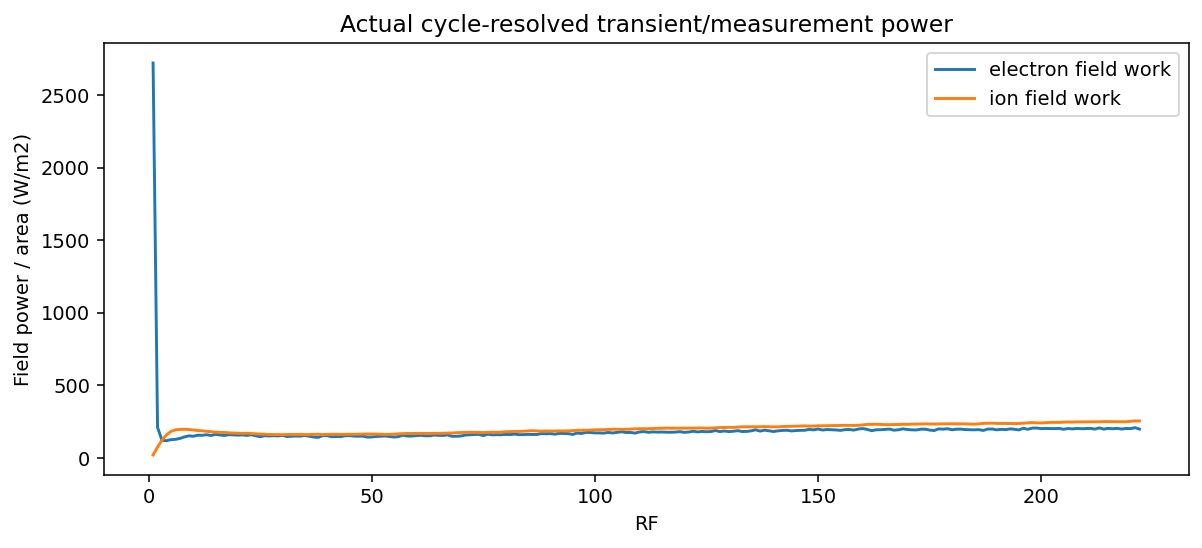 Actual cycle-resolved transient/measurement power
electron field work
ion field work
Field power / area (W/m2)
2500
2000
1500
1000
500
0
0 50 100 150 200
RF